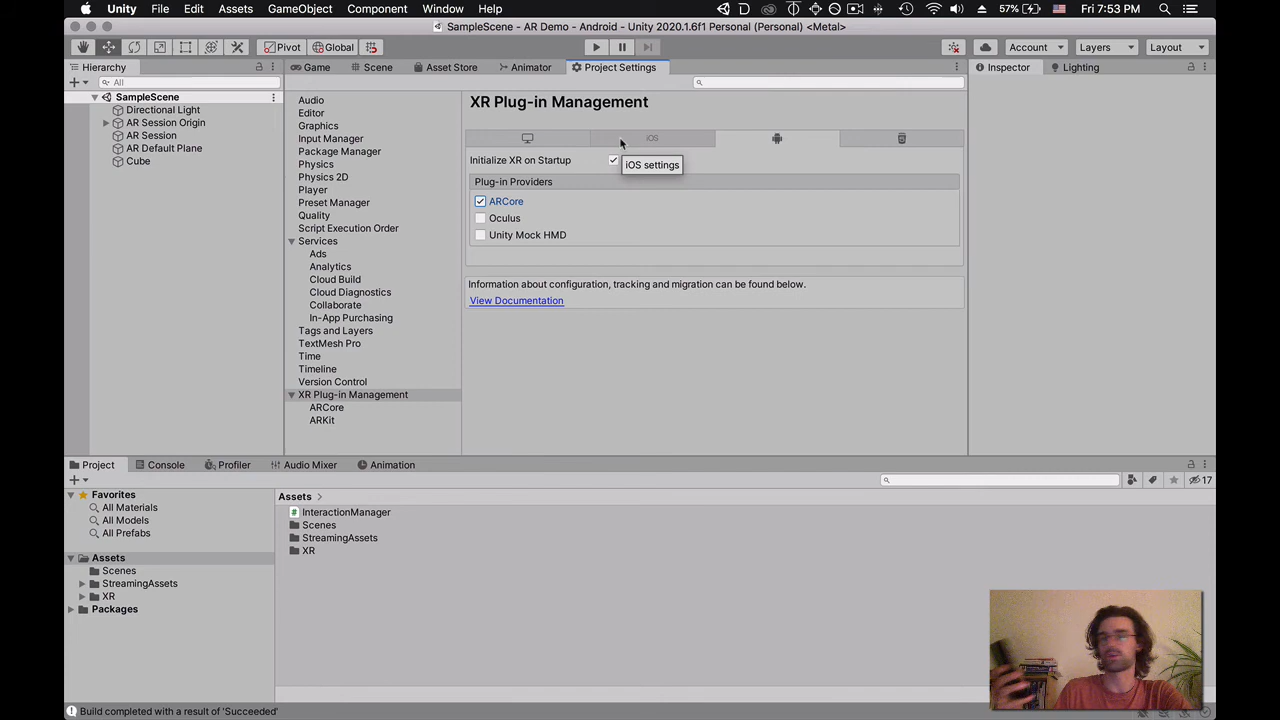 Unity File Edit Assets GameObject Component Window Help 57% Fri 7:53 PM
SampleScene - AR Demo - Android - Unity 2020.1.6f1 Personal (Personal) <Metal>
Pivot Global Account Layers Layout
Hierarchy
Game Scene Asset Store Animator Project Settings
Inspector Lighting
All
SampleScene
Directional Light
AR Session Origin
AR Session
AR Default Plane
Cube
Audio
Editor
Graphics
Input Manager
Package Manager
Physics
Physics 2D
Player
Preset Manager
Quality
Script Execution Order
Services
Ads
Analytics
Cloud Build
Cloud Diagnostics
Collaborate
In-App Purchasing
Tags and Layers
TextMesh Pro
Time
Timeline
Version Control
XR Plug-in Management
ARCore
ARKit
XR Plug-in Management
iOS
Initialize XR on Startup
iOS settings
Plug-in Providers
ARCore
Oculus
Unity Mock HMD
Information about configuration, tracking and migration can be found below.
View Documentation
Project Console Profiler Audio Mixer Animation
17
Favorites
All Materials
All Models
All Prefabs
Assets
Scenes
StreamingAssets
XR
Packages
Assets
InteractionManager
Scenes
StreamingAssets
XR
Build completed with a result of 'Succeeded'